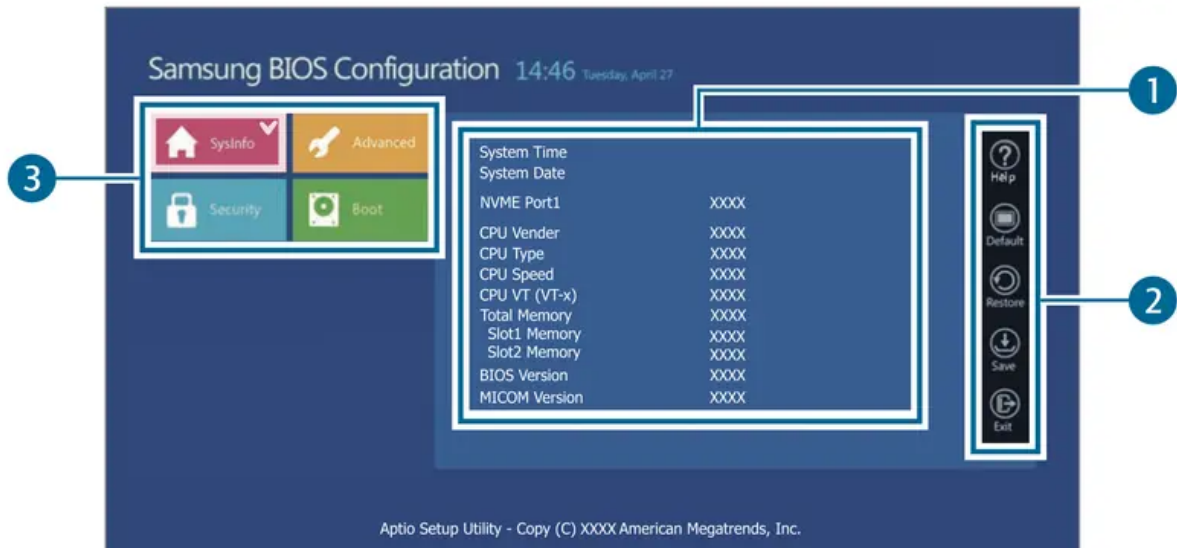 Samsung BIOS Configuration 14:46 Tuesday, April 27
1
SysInfo Advanced
Security Boot
3
System Time
System Date
NVME Port1 XXXX
CPU Vender XXXX
CPU Type XXXX
CPU Speed XXXX
CPU VT (VT-x) XXXX
Total Memory XXXX
Slot1 Memory XXXX
Slot2 Memory XXXX
BIOS Version XXXX
MICOM Version XXXX
?
Help
Default
Restore
Save
Exit
2
Aptio Setup Utility - Copy (C) XXXX American Megatrends, Inc.